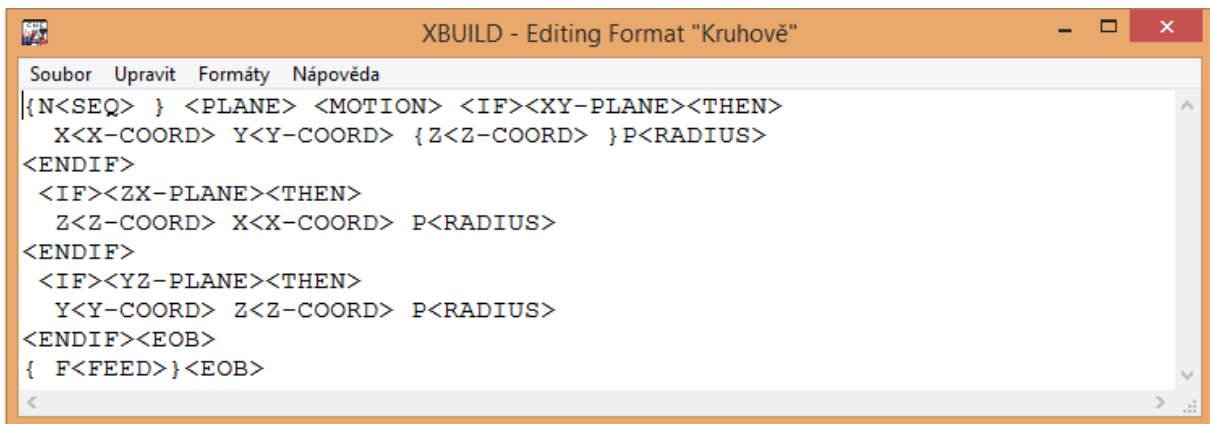 XBUILD - Editing Format "Kruhově"
Soubor Upravit Formáty Nápověda
{N<SEQ> } <PLANE> <MOTION> <IF><XY-PLANE><THEN>
X<X-COORD> Y<Y-COORD> {Z<Z-COORD> }P<RADIUS>
<ENDIF>
<IF><ZX-PLANE><THEN>
Z<Z-COORD> X<X-COORD> P<RADIUS>
<ENDIF>
<IF><YZ-PLANE><THEN>
Y<Y-COORD> Z<Z-COORD> P<RADIUS>
<ENDIF><EOB>
{ F<FEED>}<EOB>